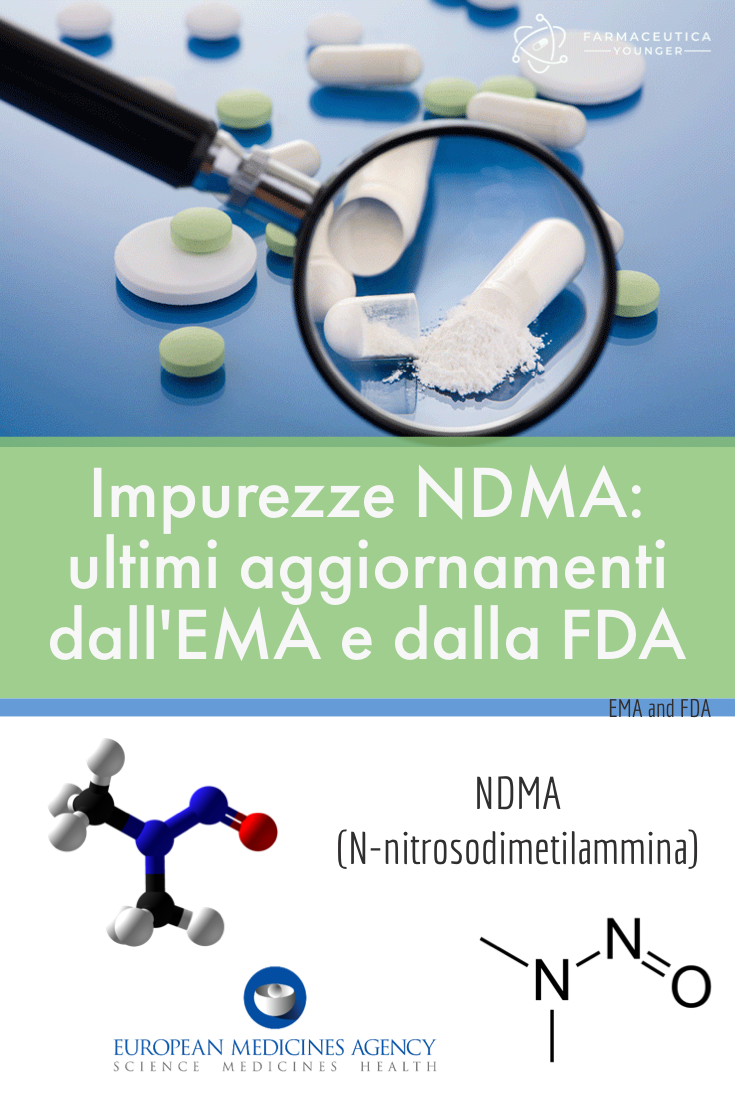 FARMACEUTICA
YOUNGER
Impurezze NDMA:
ultimi aggiornamenti
dall'EMA e dalla FDA
EMA and FDA
NDMA
(N-nitrosodimetilammina)
N
N
O
EUROPEAN MEDICINES AGENCY
SCIENCE MEDICINES HEALTH